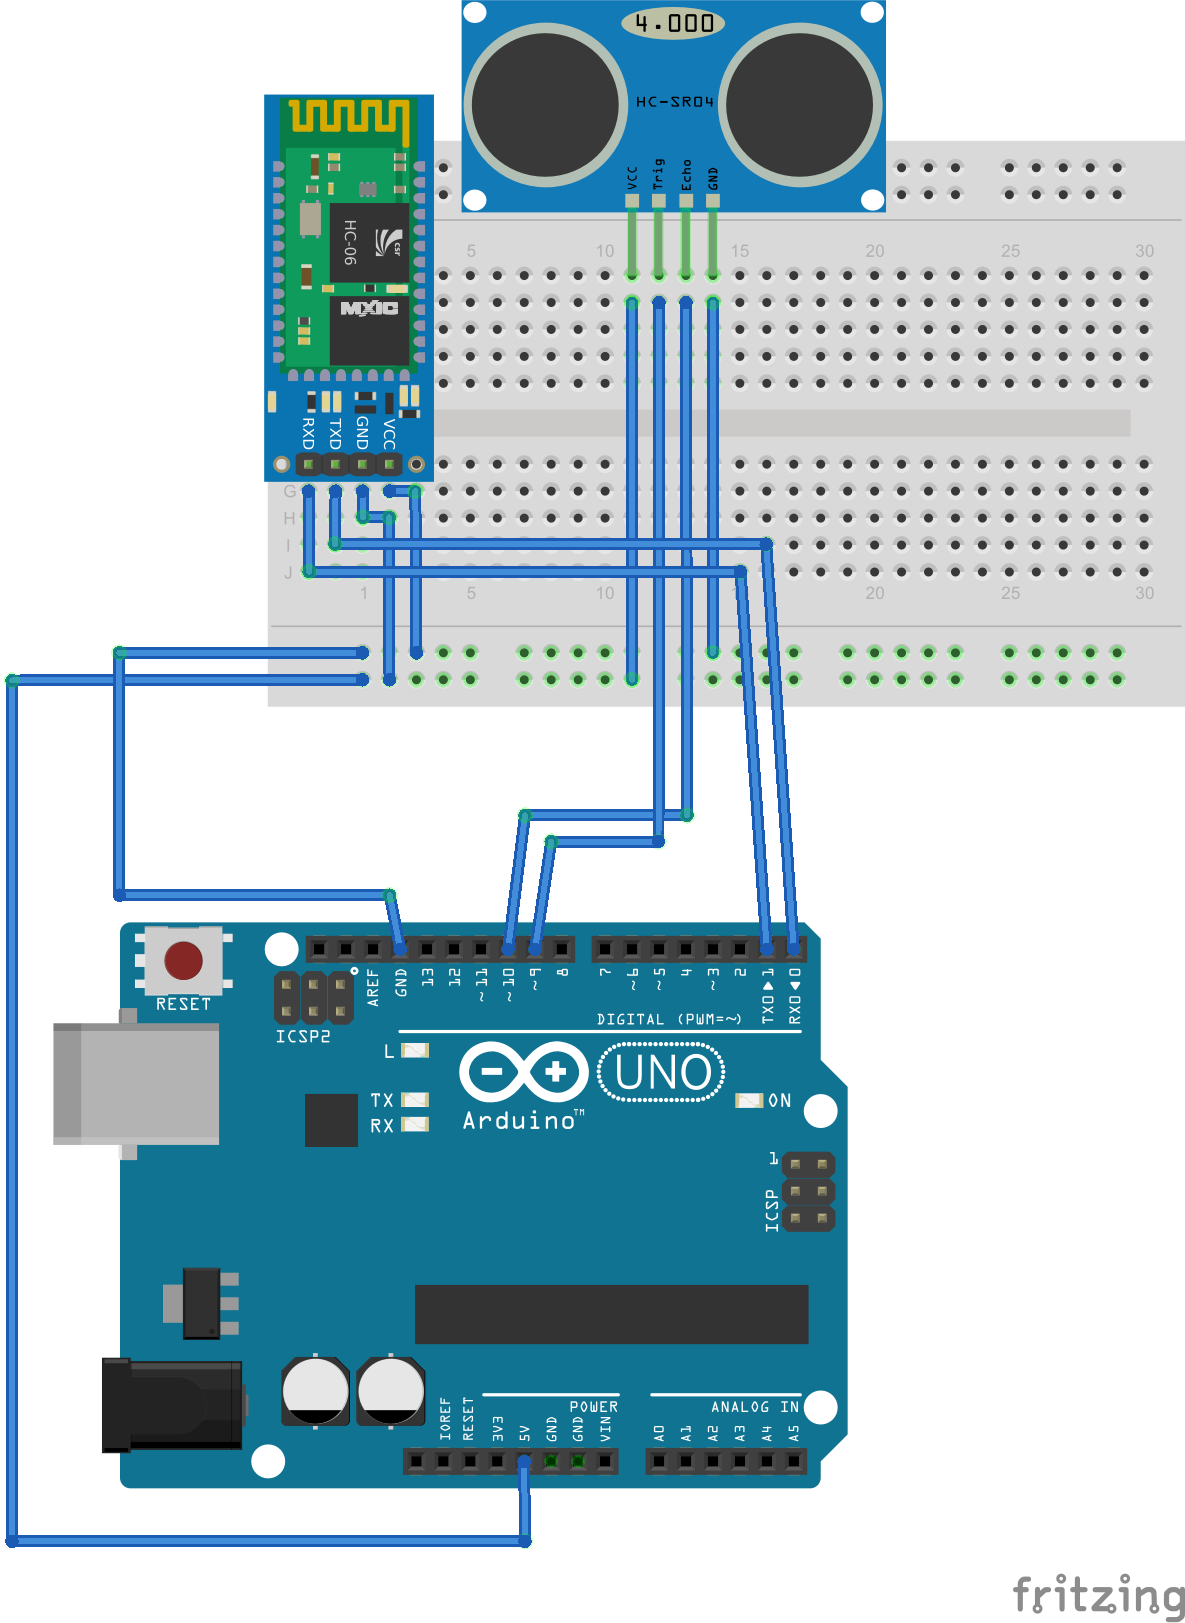 4.000
HC-SR04
VCC Trig Echo GND
HC-06
csr
MXIC
RXD TXD GND VCC
5 10 15 20 25 30
G
H
I
J
1 5 10 20 25 30
RESET
ICSP2
AREF GND 13 12 ~11 ~10 ~9 8 7 ~6 ~5 4 ~3 2 TX0▶1 RX0◀0
DIGITAL (PWM=~)
L
TX
RX
Arduino™
UNO
ON
1
ICSP
POWER
ANALOG IN
IOREF RESET 3V3 5V GND GND VIN A0 A1 A2 A3 A4 A5
fritzing